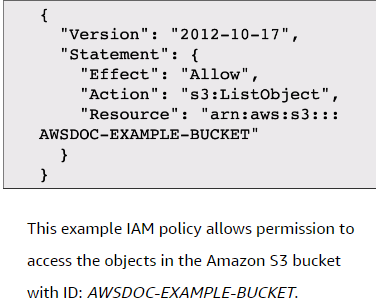 {
"Version": "2012-10-17",
"Statement": {
"Effect": "Allow",
"Action": "s3:ListObject",
"Resource": "arn:aws:s3:::
AWSDOC-EXAMPLE-BUCKET"
}
}
This example IAM policy allows permission to
access the objects in the Amazon S3 bucket
with ID: AWSDOC-EXAMPLE-BUCKET.